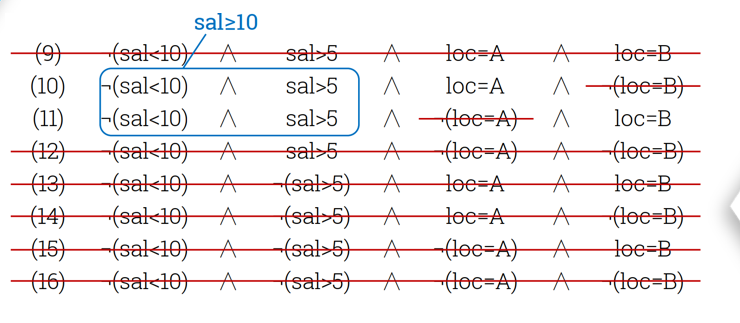 sal≥10
(9) ¬(sal<10) ∧ sal>5 ∧ loc=A ∧ loc=B
(10) ¬(sal<10) ∧ sal>5 ∧ loc=A ∧ ¬(loc=B)
(11) ¬(sal<10) ∧ sal>5 ∧ ¬(loc=A) ∧ loc=B
(12) ¬(sal<10) ∧ sal>5 ∧ ¬(loc=A) ∧ ¬(loc=B)
(13) ¬(sal<10) ∧ ¬(sal>5) ∧ loc=A ∧ loc=B
(14) ¬(sal<10) ∧ ¬(sal>5) ∧ loc=A ∧ ¬(loc=B)
(15) ¬(sal<10) ∧ ¬(sal>5) ∧ ¬(loc=A) ∧ loc=B
(16) ¬(sal<10) ∧ ¬(sal>5) ∧ ¬(loc=A) ∧ ¬(loc=B)